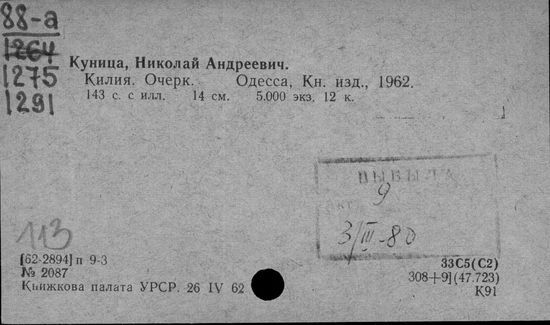 88-а
1264
1275
1291
Куница, Николай Андреевич.
Килия. Очерк. Одесса, Кн. изд., 1962.
143 с. с илл. 14 см. 5.000 экз. 12 к.
9
3/III-80
113
[62-2894] п 9-3
№ 2087
Книжкова палата УРСР. 26 IV 62
33С5(С2)
308+9](47.723)
К91